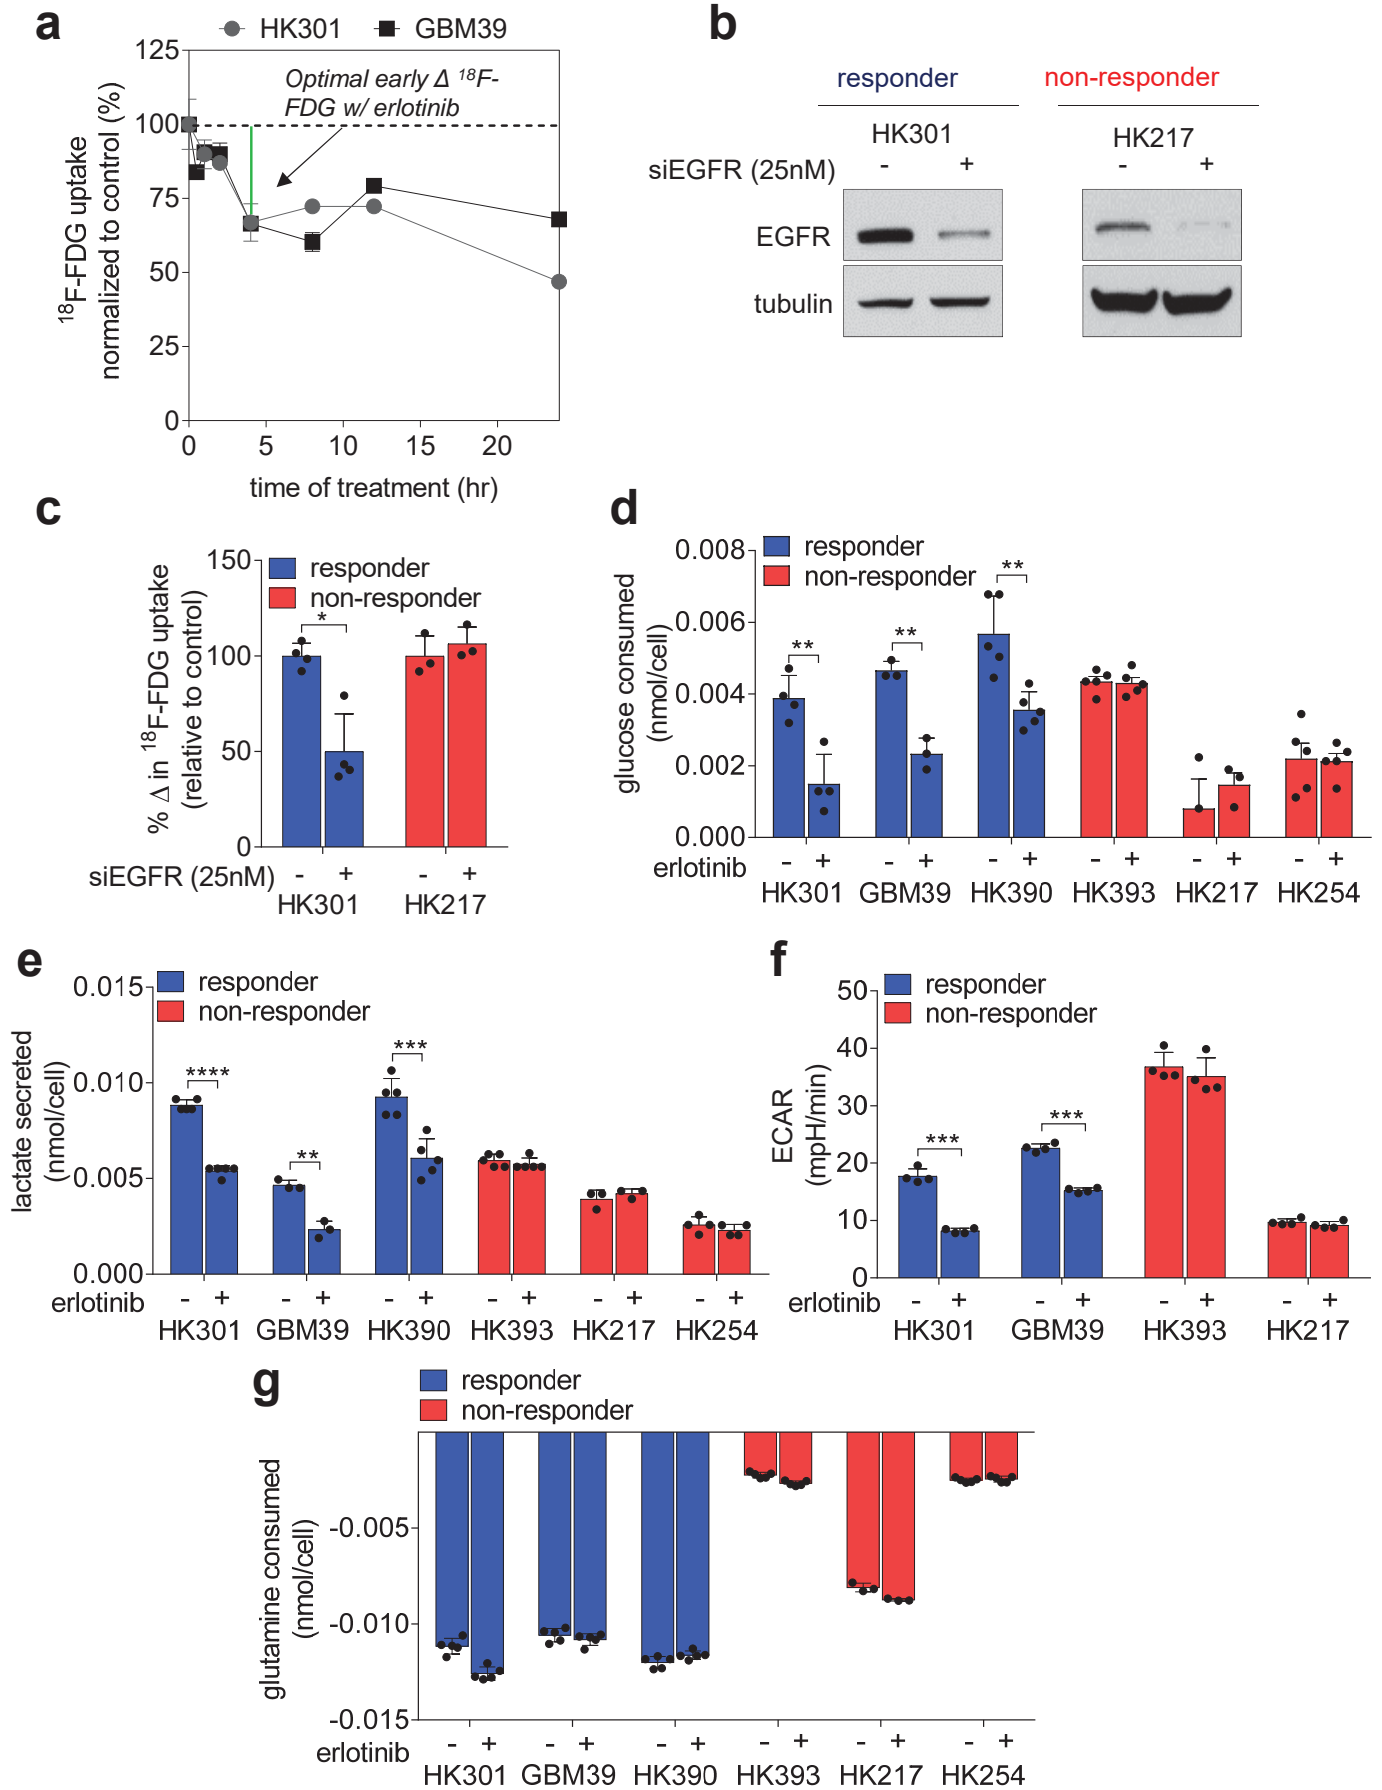 a
HK301
GBM39
Optimal early Δ ¹⁸F-
FDG w/ erlotinib
¹⁸F-FDG uptake
normalized to control (%)
125
100
75
50
25
0
0 5 10 15 20
time of treatment (hr)
b
responder
non-responder
HK301
HK217
siEGFR (25nM)
- +
- +
EGFR
tubulin
c
responder
non-responder
% Δ in ¹⁸F-FDG uptake
(relative to control)
150
100
50
0
*
siEGFR (25nM)
- + - +
HK301 HK217
d
responder
non-responder
glucose consumed
(nmol/cell)
0.008
0.006
0.004
0.002
0.000
** ** **
erlotinib
- + - + - + - + - + - +
HK301 GBM39 HK390 HK393 HK217 HK254
e
responder
non-responder
lactate secreted
(nmol/cell)
0.015
0.010
0.005
0.000
**** ** ***
erlotinib
- + - + - + - + - + - +
HK301 GBM39 HK390 HK393 HK217 HK254
f
responder
non-responder
ECAR
(mpH/min)
50
40
30
20
10
0
*** ***
erlotinib
- + - + - + - +
HK301 GBM39 HK393 HK217
g
responder
non-responder
glutamine consumed
(nmol/cell)
-0.005
-0.010
-0.015
erlotinib
- + - + - + - + - + - +
HK301 GBM39 HK390 HK393 HK217 HK254